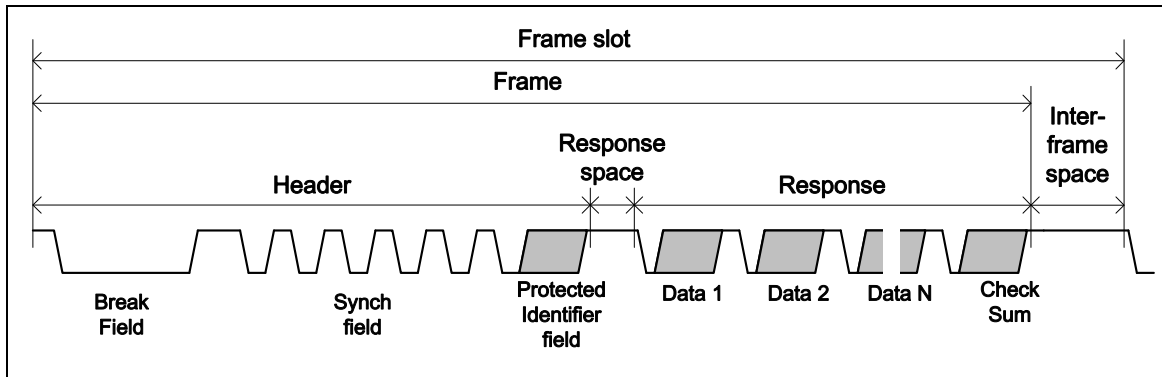 Frame slot
Frame
Inter-
frame
space
Response
space
Header
Response
Break
Field
Synch
field
Protected
Identifier
field
Data 1
Data 2
Data N
Check
Sum